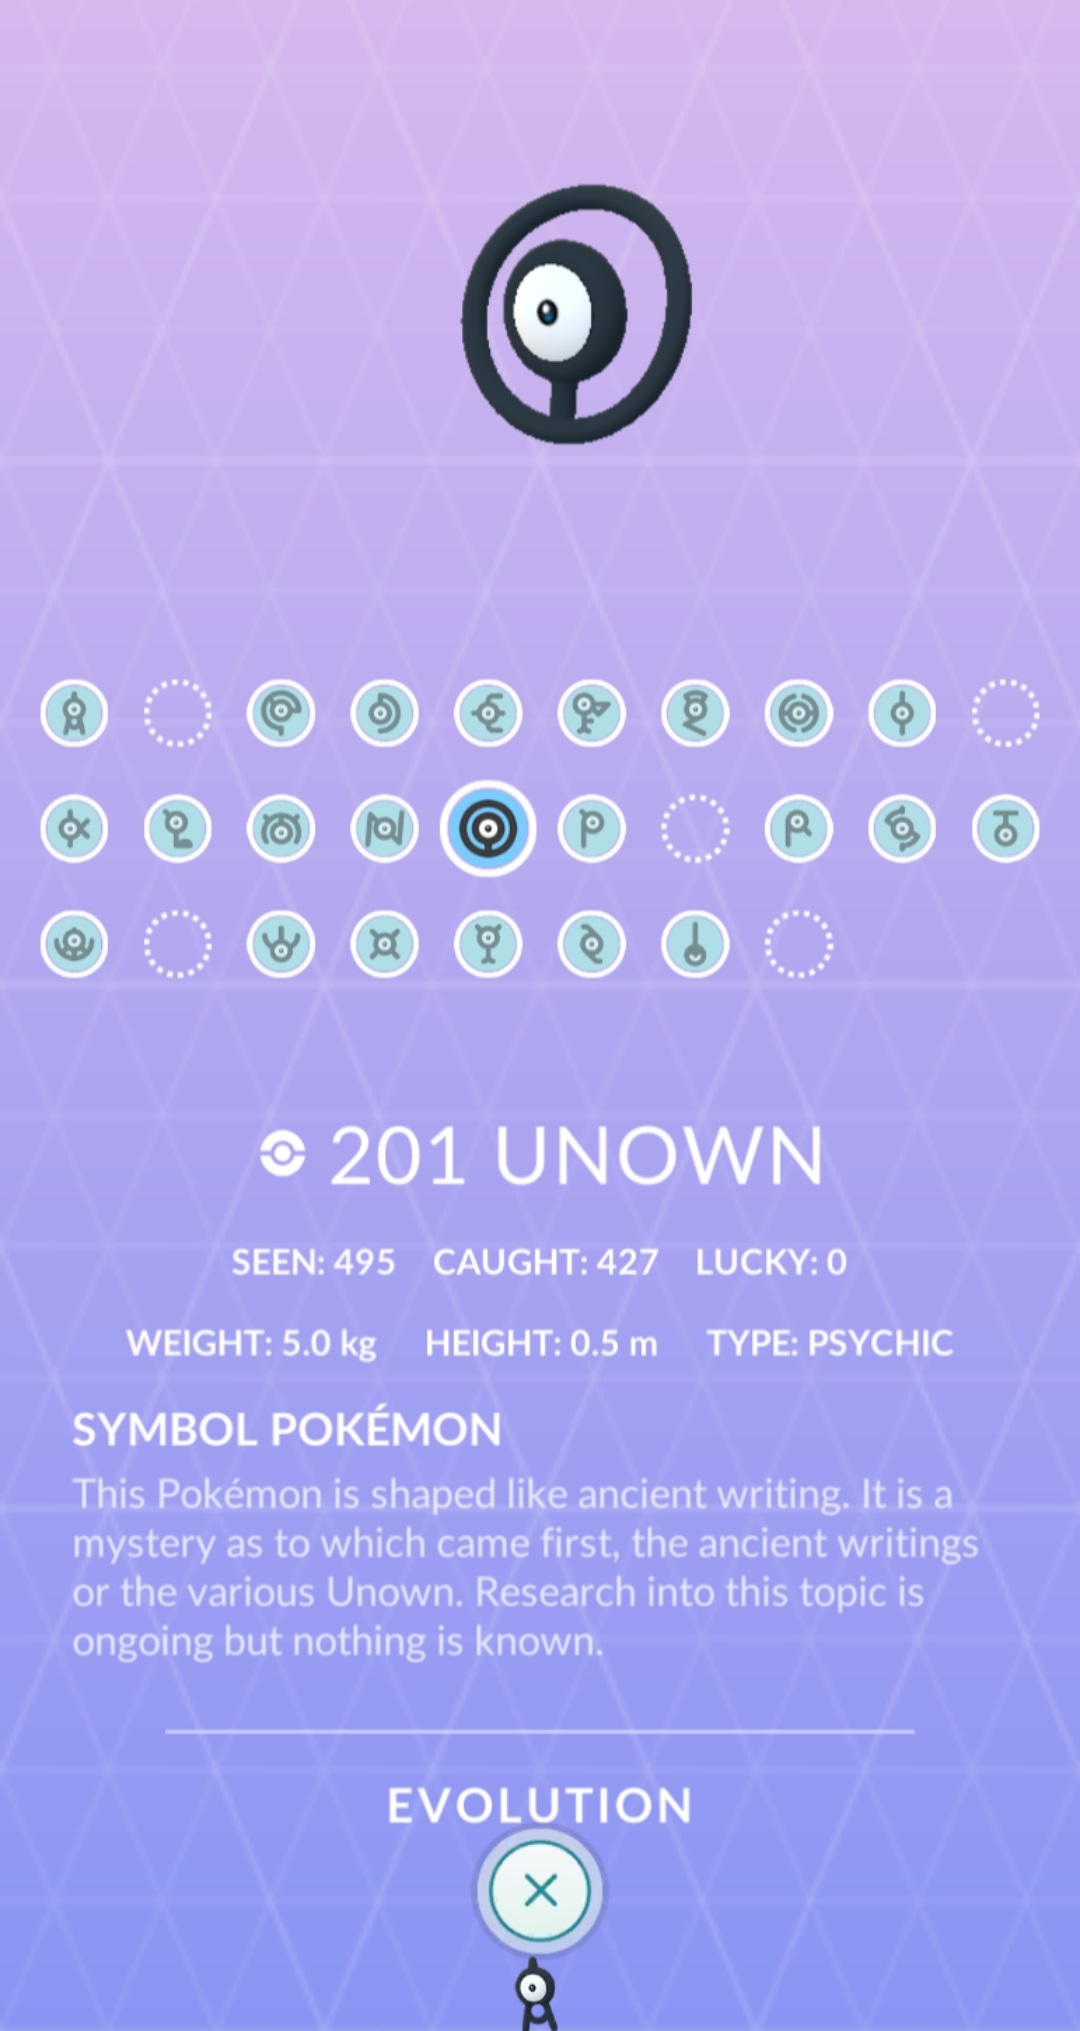 201 UNOWN
SEEN: 495 CAUGHT: 427 LUCKY: 0
WEIGHT: 5.0 kg HEIGHT: 0.5 m TYPE: PSYCHIC
SYMBOL POKÉMON
This Pokémon is shaped like ancient writing. It is a
mystery as to which came first, the ancient writings
or the various Unown. Research into this topic is
ongoing but nothing is known.
EVOLUTION